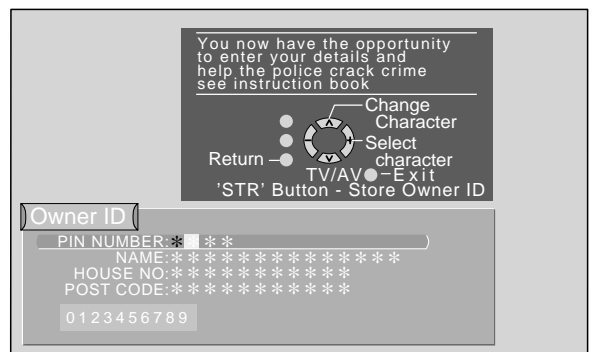 You now have the opportunity
to enter your details and
help the police crack crime
see instruction book
Change
Character
Select
character
Return
TV/AV - Exit
'STR' Button - Store Owner ID
Owner ID
PIN NUMBER:****
NAME:**************
HOUSE NO:***********
POST CODE:***********
0123456789